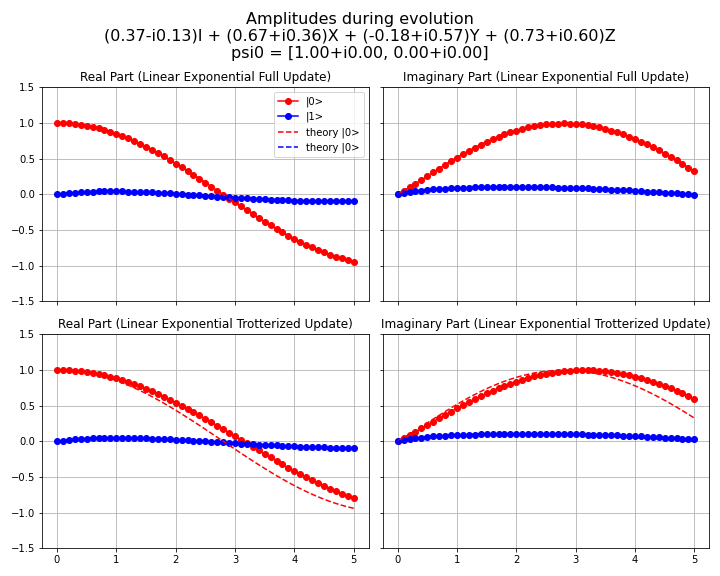 Amplitudes during evolution
(0.37-i0.13)I + (0.67+i0.36)X + (-0.18+i0.57)Y + (0.73+i0.60)Z
psi0 = [1.00+i0.00, 0.00+i0.00]
Real Part (Linear Exponential Full Update)
1.5
1.0
0.5
0.0
−0.5
−1.0
−1.5
|0>
|1>
theory |0>
theory |0>
Imaginary Part (Linear Exponential Full Update)
Real Part (Linear Exponential Trotterized Update)
1.5
1.0
0.5
0.0
−0.5
−1.0
−1.5
0 1 2 3 4 5
Imaginary Part (Linear Exponential Trotterized Update)
0 1 2 3 4 5